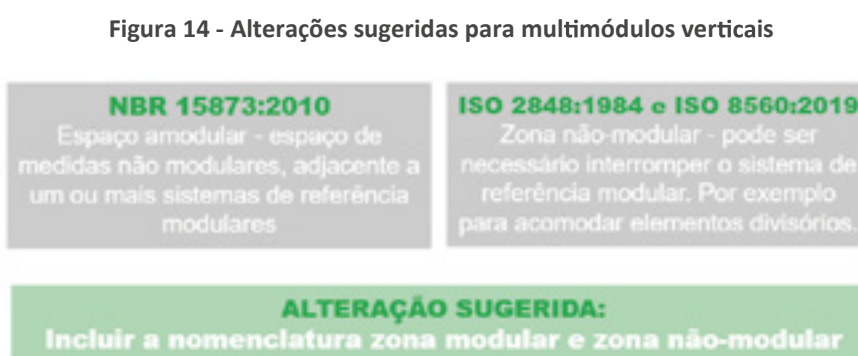 Figura 14 - Alterações sugeridas para multimódulos verticais
NBR 15873:2010
Espaço amodular - espaço de
medidas não modulares, adjacente a
um ou mais sistemas de referência
modulares
ISO 2848:1984 e ISO 8560:2019
Zona não-modular - pode ser
necessário interromper o sistema de
referência modular. Por exemplo
para acomodar elementos divisórios.
ALTERAÇÃO SUGERIDA:
Incluir a nomenclatura zona modular e zona não-modular